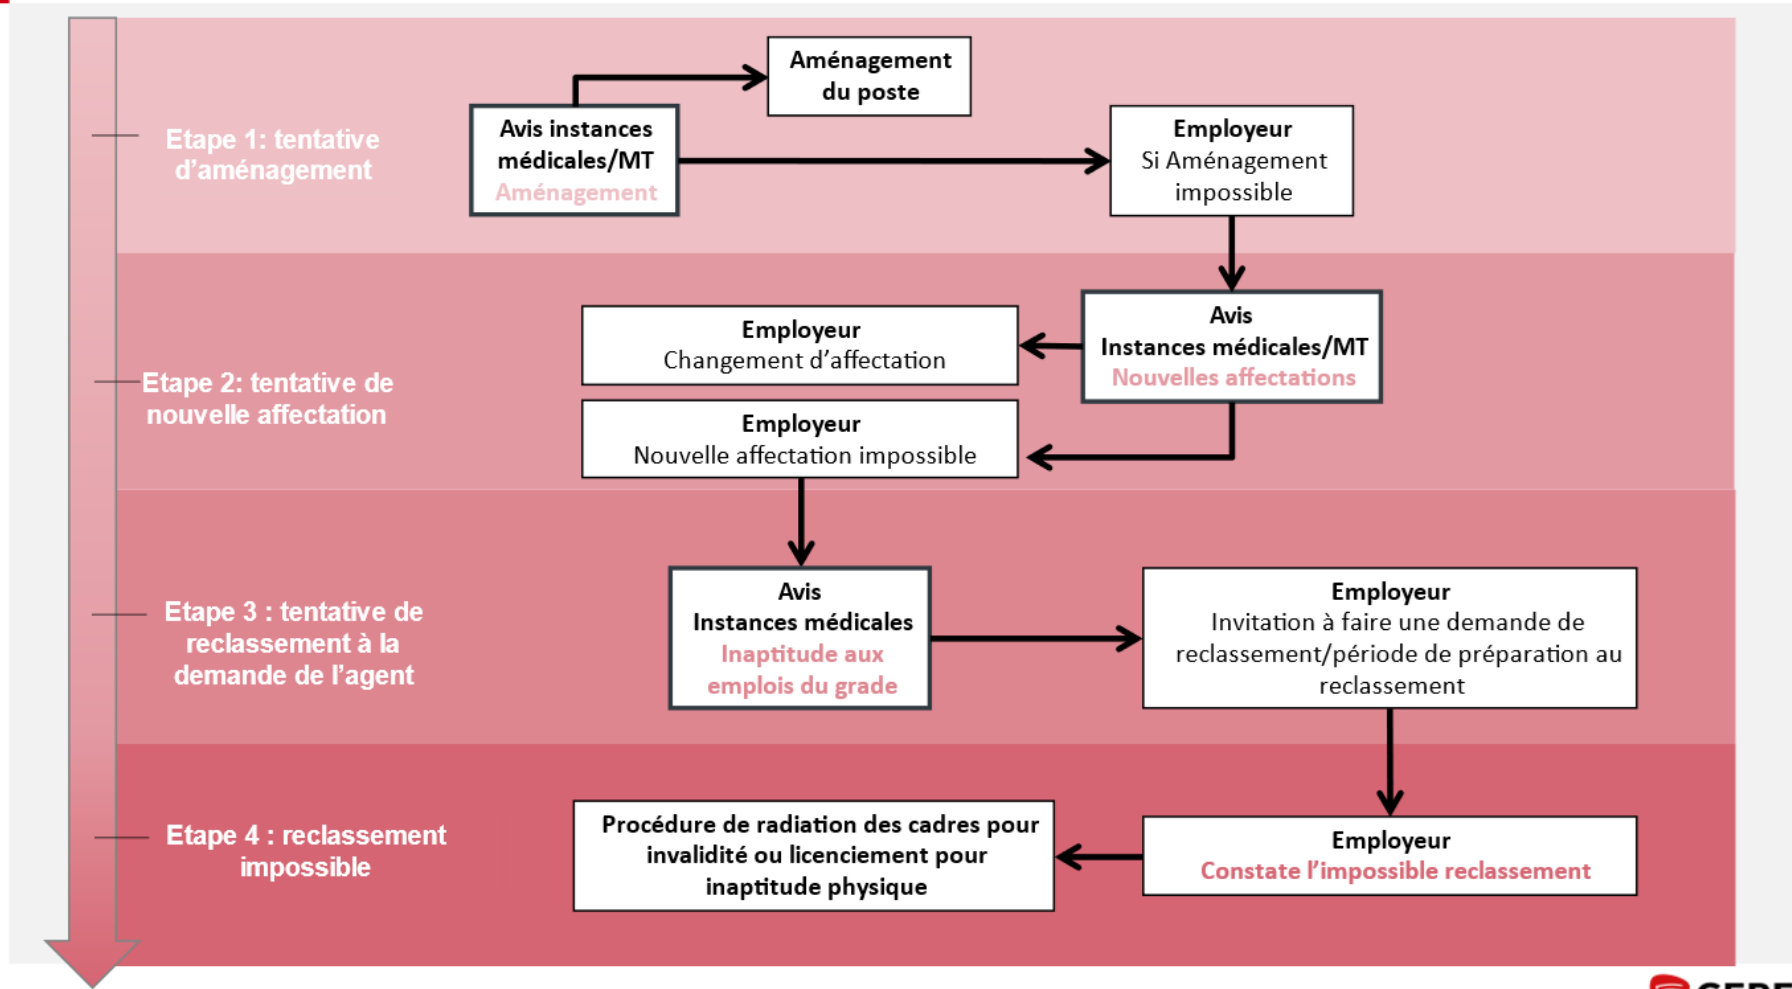 Aménagement
du poste
Etape 1: tentative
d’aménagement
Avis instances
médicales/MT
Aménagement
Employeur
Si Aménagement
impossible
Etape 2: tentative de
nouvelle affectation
Employeur
Changement d’affectation
Avis
Instances médicales/MT
Nouvelles affectations
Employeur
Nouvelle affectation impossible
Etape 3 : tentative de
reclassement à la
demande de l’agent
Avis
Instances médicales
Inaptitude aux
emplois du grade
Employeur
Invitation à faire une demande de
reclassement/période de préparation au
reclassement
Etape 4 : reclassement
impossible
Procédure de radiation des cadres pour
invalidité ou licenciement pour
inaptitude physique
Employeur
Constate l’impossible reclassement